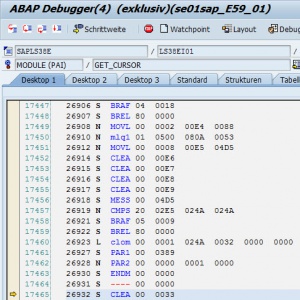 ABAP Debugger(4) (exklusiv)(se01sap_E59_01)
Schrittweite Watchpoint Layout Debug
SAPLS38E / LS38EI01
MODULE (PAI) / GET_CURSOR
Desktop 1 Desktop 2 Desktop 3 Standard Strukturen Tabell
17447 26906 S BRAF 04 0018
17448 26907 S BREL 80 0000
17449 26908 N MOVL 00 0002 00E4 0088
17450 26910 N mlq1 01 0500 080A 0053
17451 26912 N MOVL 00 0008 00E5 04D5
17452 26914 S CLEA 00 00E6
17453 26915 S CLEA 00 00E7
17454 26916 S CLEA 00 00E8
17455 26917 S CLEA 00 00E9
17456 26918 S MESS 00 04D5
17457 26919 N CMPS 20 02E5 024A 024A
17458 26921 S BRAF 05 0009
17459 26922 S BREL 80 0000
17460 26923 L clom 00 0001 024A 0032 0000 0000
17461 26927 S PAR1 00 0389
17462 26928 N PAR2 00 0000 0001 0000
17463 26930 S ENDM 00 0000
17464 26931 S ---- 00 0000
17465 26932 S CLEA 00 0033